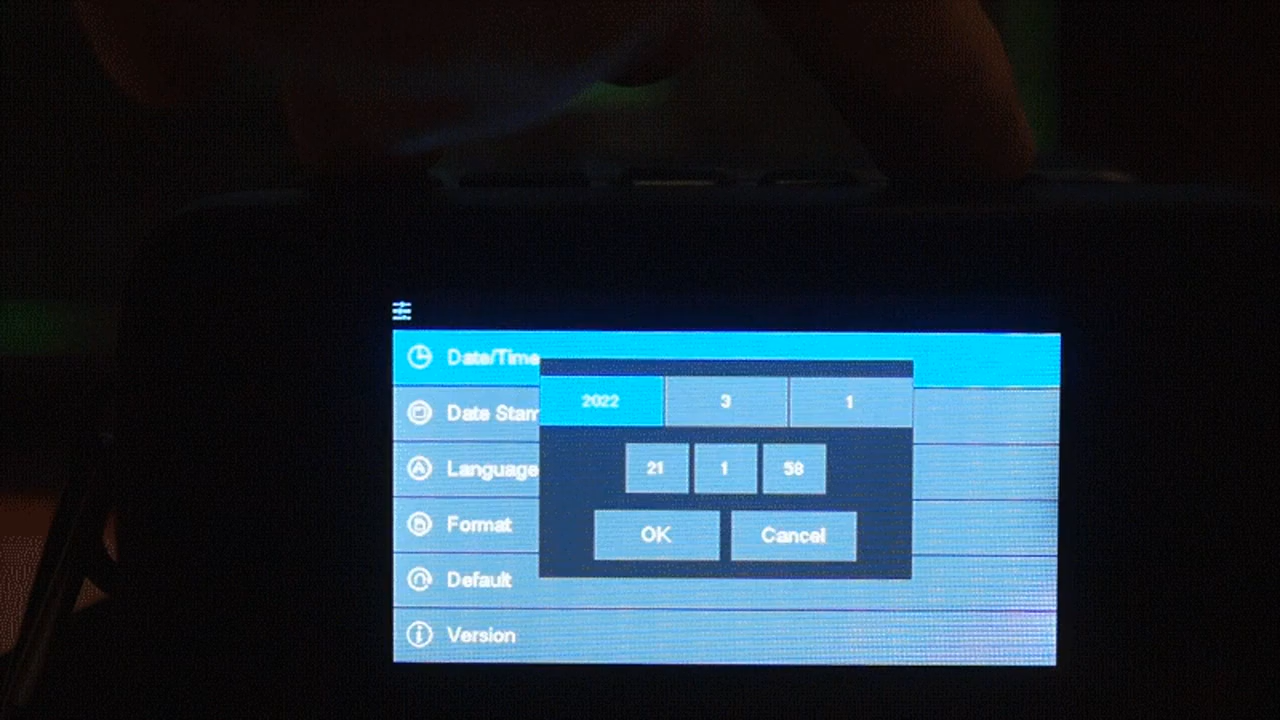 Date/Time
2022 3 1
Date Stam
21 1 58
Language
Format
OK Cancel
Default
Version